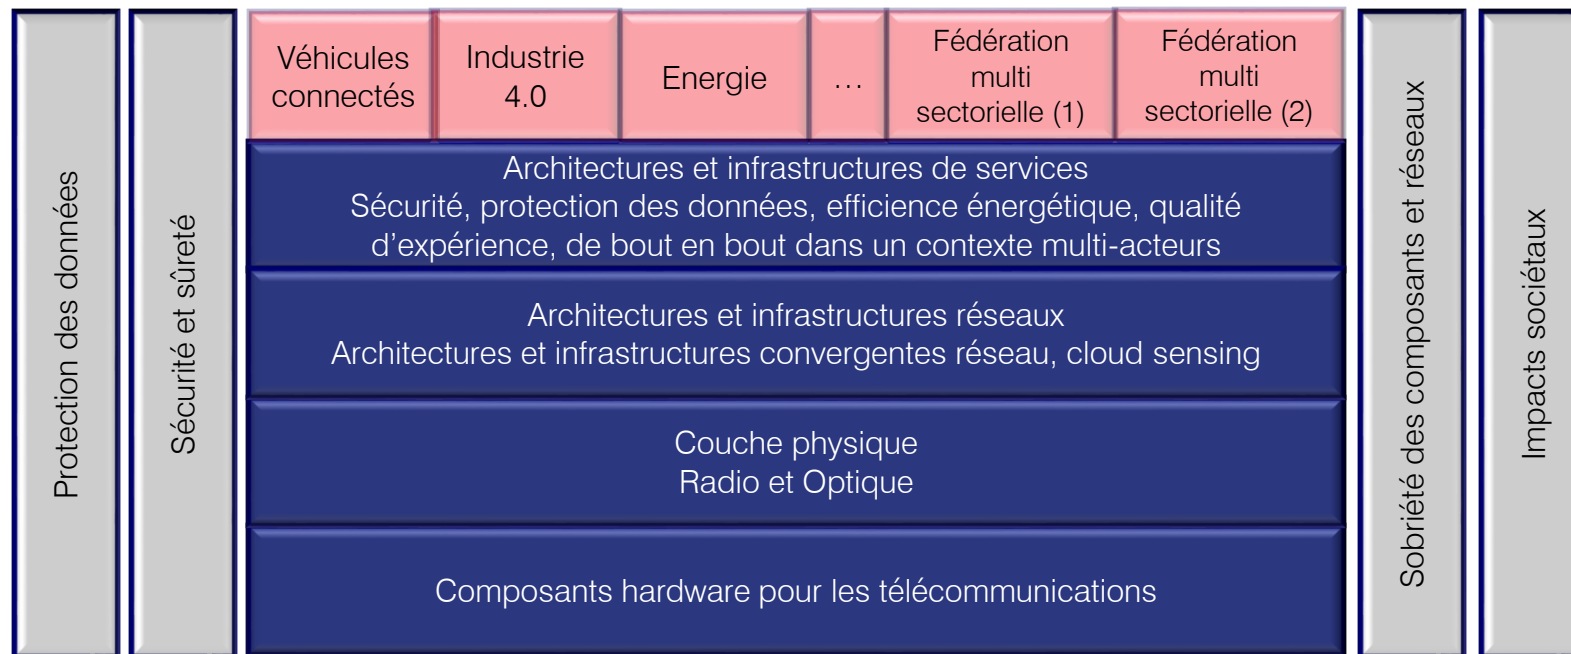 Protection des données
Sécurité et sûreté
Véhicules
connectés
Industrie
4.0
Energie
...
Fédération
multi
sectorielle (1)
Fédération
multi
sectorielle (2)
Architectures et infrastructures de services
Sécurité, protection des données, efficience énergétique, qualité
d’expérience, de bout en bout dans un contexte multi-acteurs
Architectures et infrastructures réseaux
Architectures et infrastructures convergentes réseau, cloud sensing
Couche physique
Radio et Optique
Composants hardware pour les télécommunications
Sobriété des composants et réseaux
Impacts sociétaux